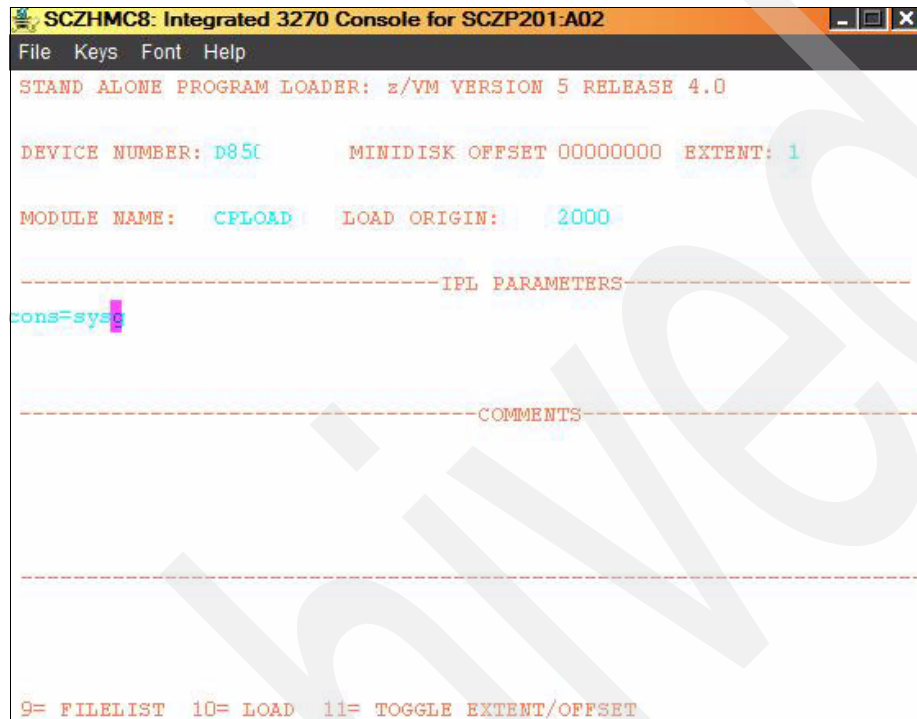 SCZHMC8: Integrated 3270 Console for SCZP201:A02
File Keys Font Help
STAND ALONE PROGRAM LOADER: z/VM VERSION 5 RELEASE 4.0
DEVICE NUMBER: D850 MINIDISK OFFSET 00000000 EXTENT: 1
MODULE NAME: CPLOAD LOAD ORIGIN: 2000
--------------------------------IPL PARAMETERS----------------------
cons=sysg
-----------------------------------COMMENTS--------------------------
---------------------------------------------------------------------
9= FILELIST 10= LOAD 11= TOGGLE EXTENT/OFFSET